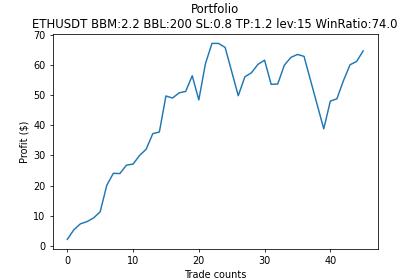 Portfolio
ETHUSDT BBM:2.2 BBL:200 SL:0.8 TP:1.2 lev:15 WinRatio:74.0
70
60
50
40
30
20
10
0
Profit ($)
0 10 20 30 40
Trade counts